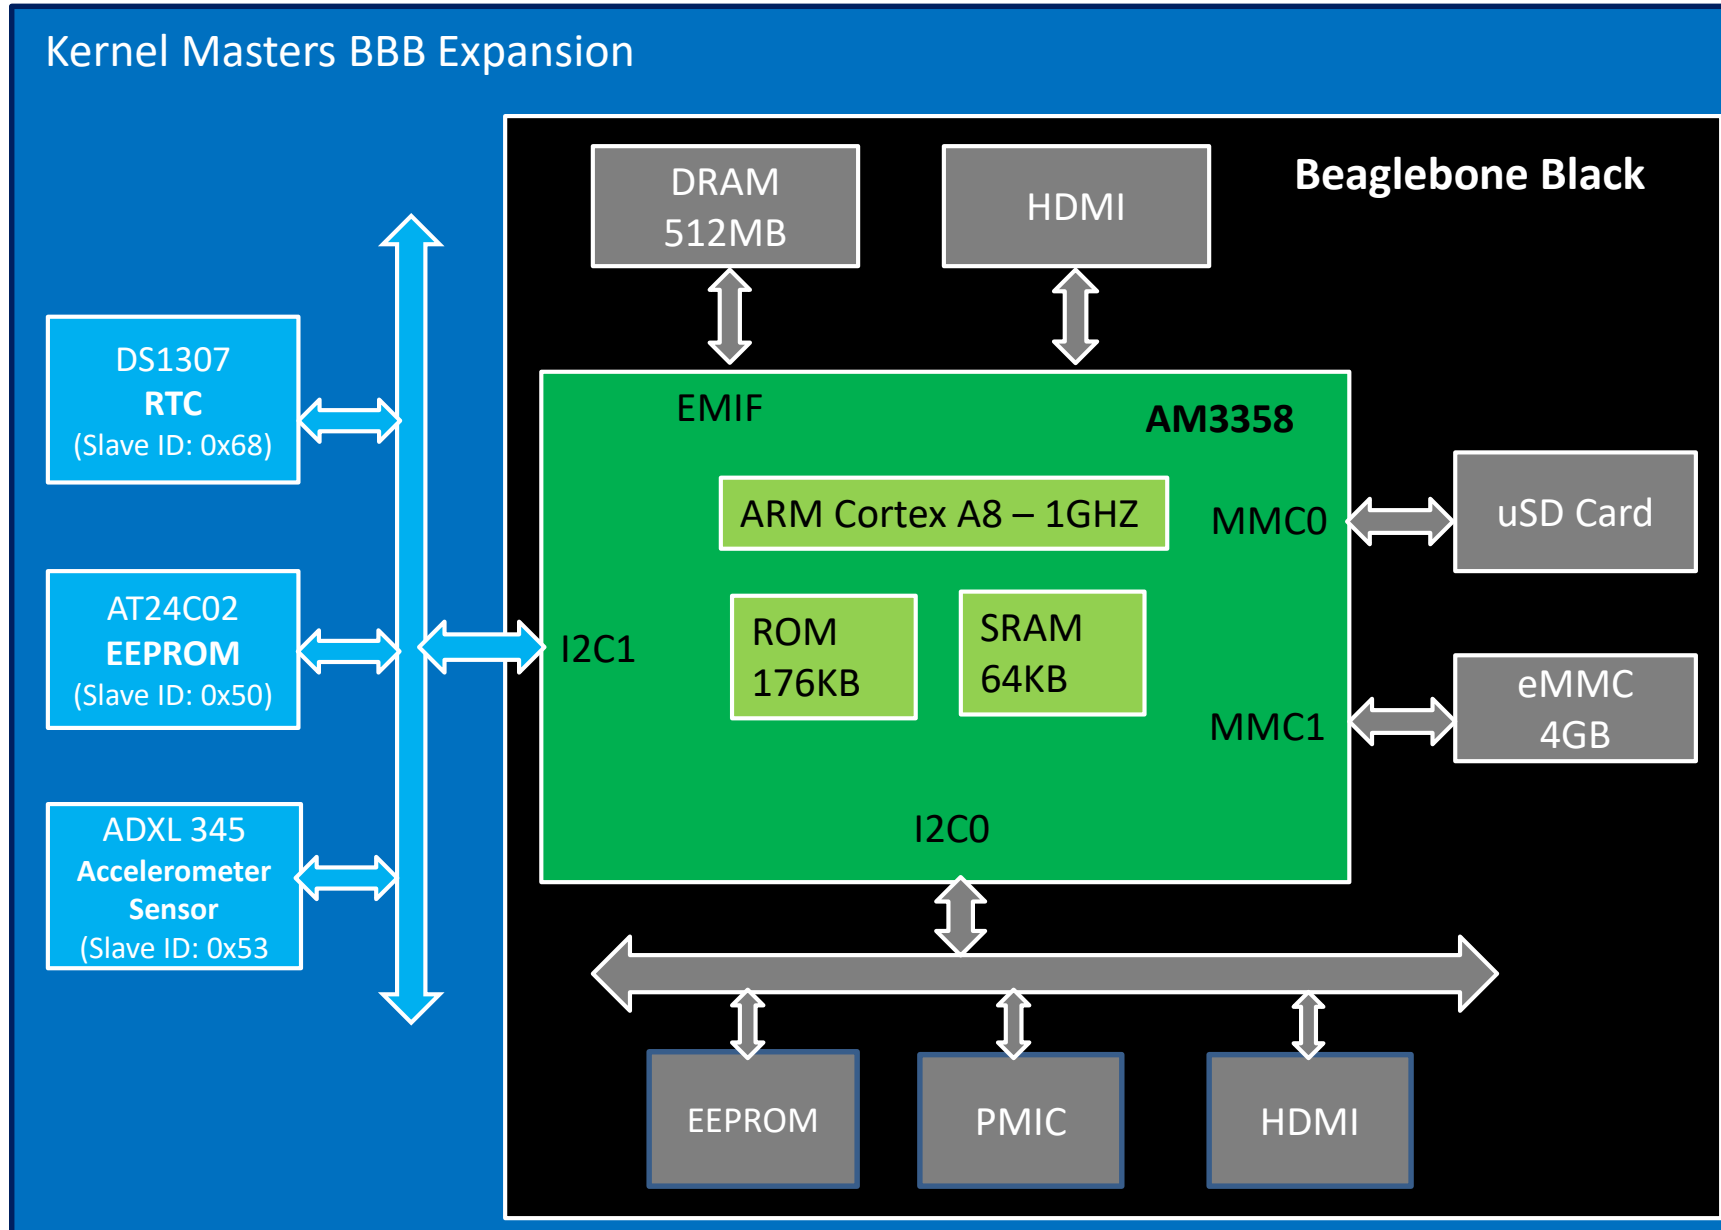 Kernel Masters BBB Expansion
Beaglebone Black
DRAM
512MB
HDMI
DS1307
RTC
(Slave ID: 0x68)
AT24C02
EEPROM
(Slave ID: 0x50)
ADXL 345
Accelerometer
Sensor
(Slave ID: 0x53
EMIF
AM3358
ARM Cortex A8 – 1GHZ
MMC0
I2C1
ROM
176KB
SRAM
64KB
MMC1
I2C0
uSD Card
eMMC
4GB
EEPROM
PMIC
HDMI